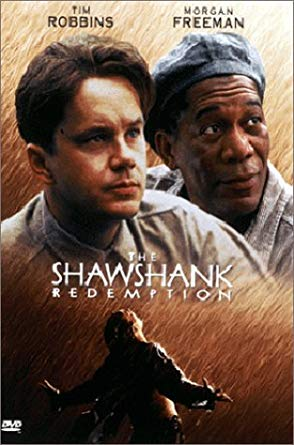 TIM
ROBBINS
MORGAN
FREEMAN
THE
SHAWSHANK
REDEMPTION
DVD